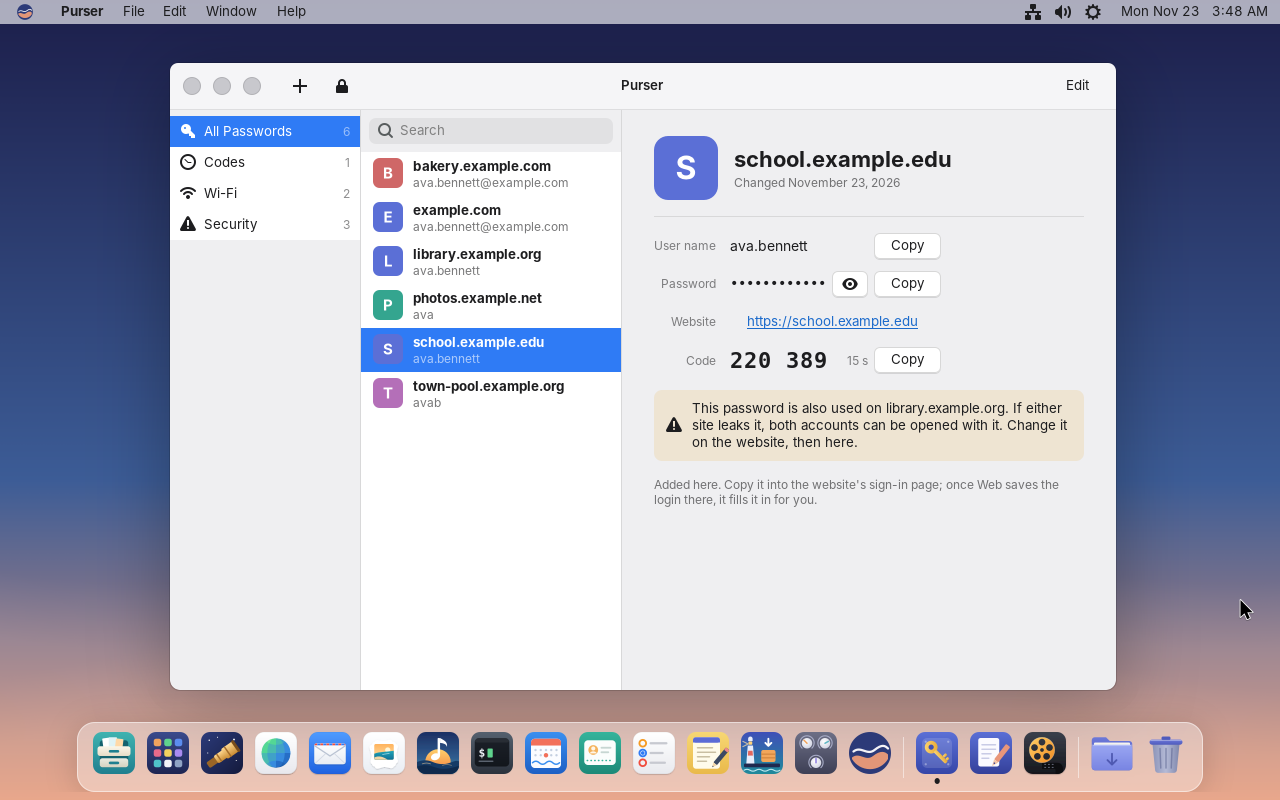 Purser File Edit Window Help Mon Nov 23 3:48 AM
Purser Edit
All Passwords 6
Codes 1
Wi-Fi 2
Security 3
Search
B bakery.example.com
ava.bennett@example.com
E example.com
ava.bennett@example.com
L library.example.org
ava.bennett
P photos.example.net
ava
S school.example.edu
ava.bennett
T town-pool.example.org
avab
S school.example.edu
Changed November 23, 2026
User name ava.bennett Copy
Password •••••••••••• Copy
Website https://school.example.edu
Code 220 389 15 s Copy
This password is also used on library.example.org. If either
site leaks it, both accounts can be opened with it. Change it
on the website, then here.
Added here. Copy it into the website's sign-in page; once Web saves the
login there, it fills it in for you.
$